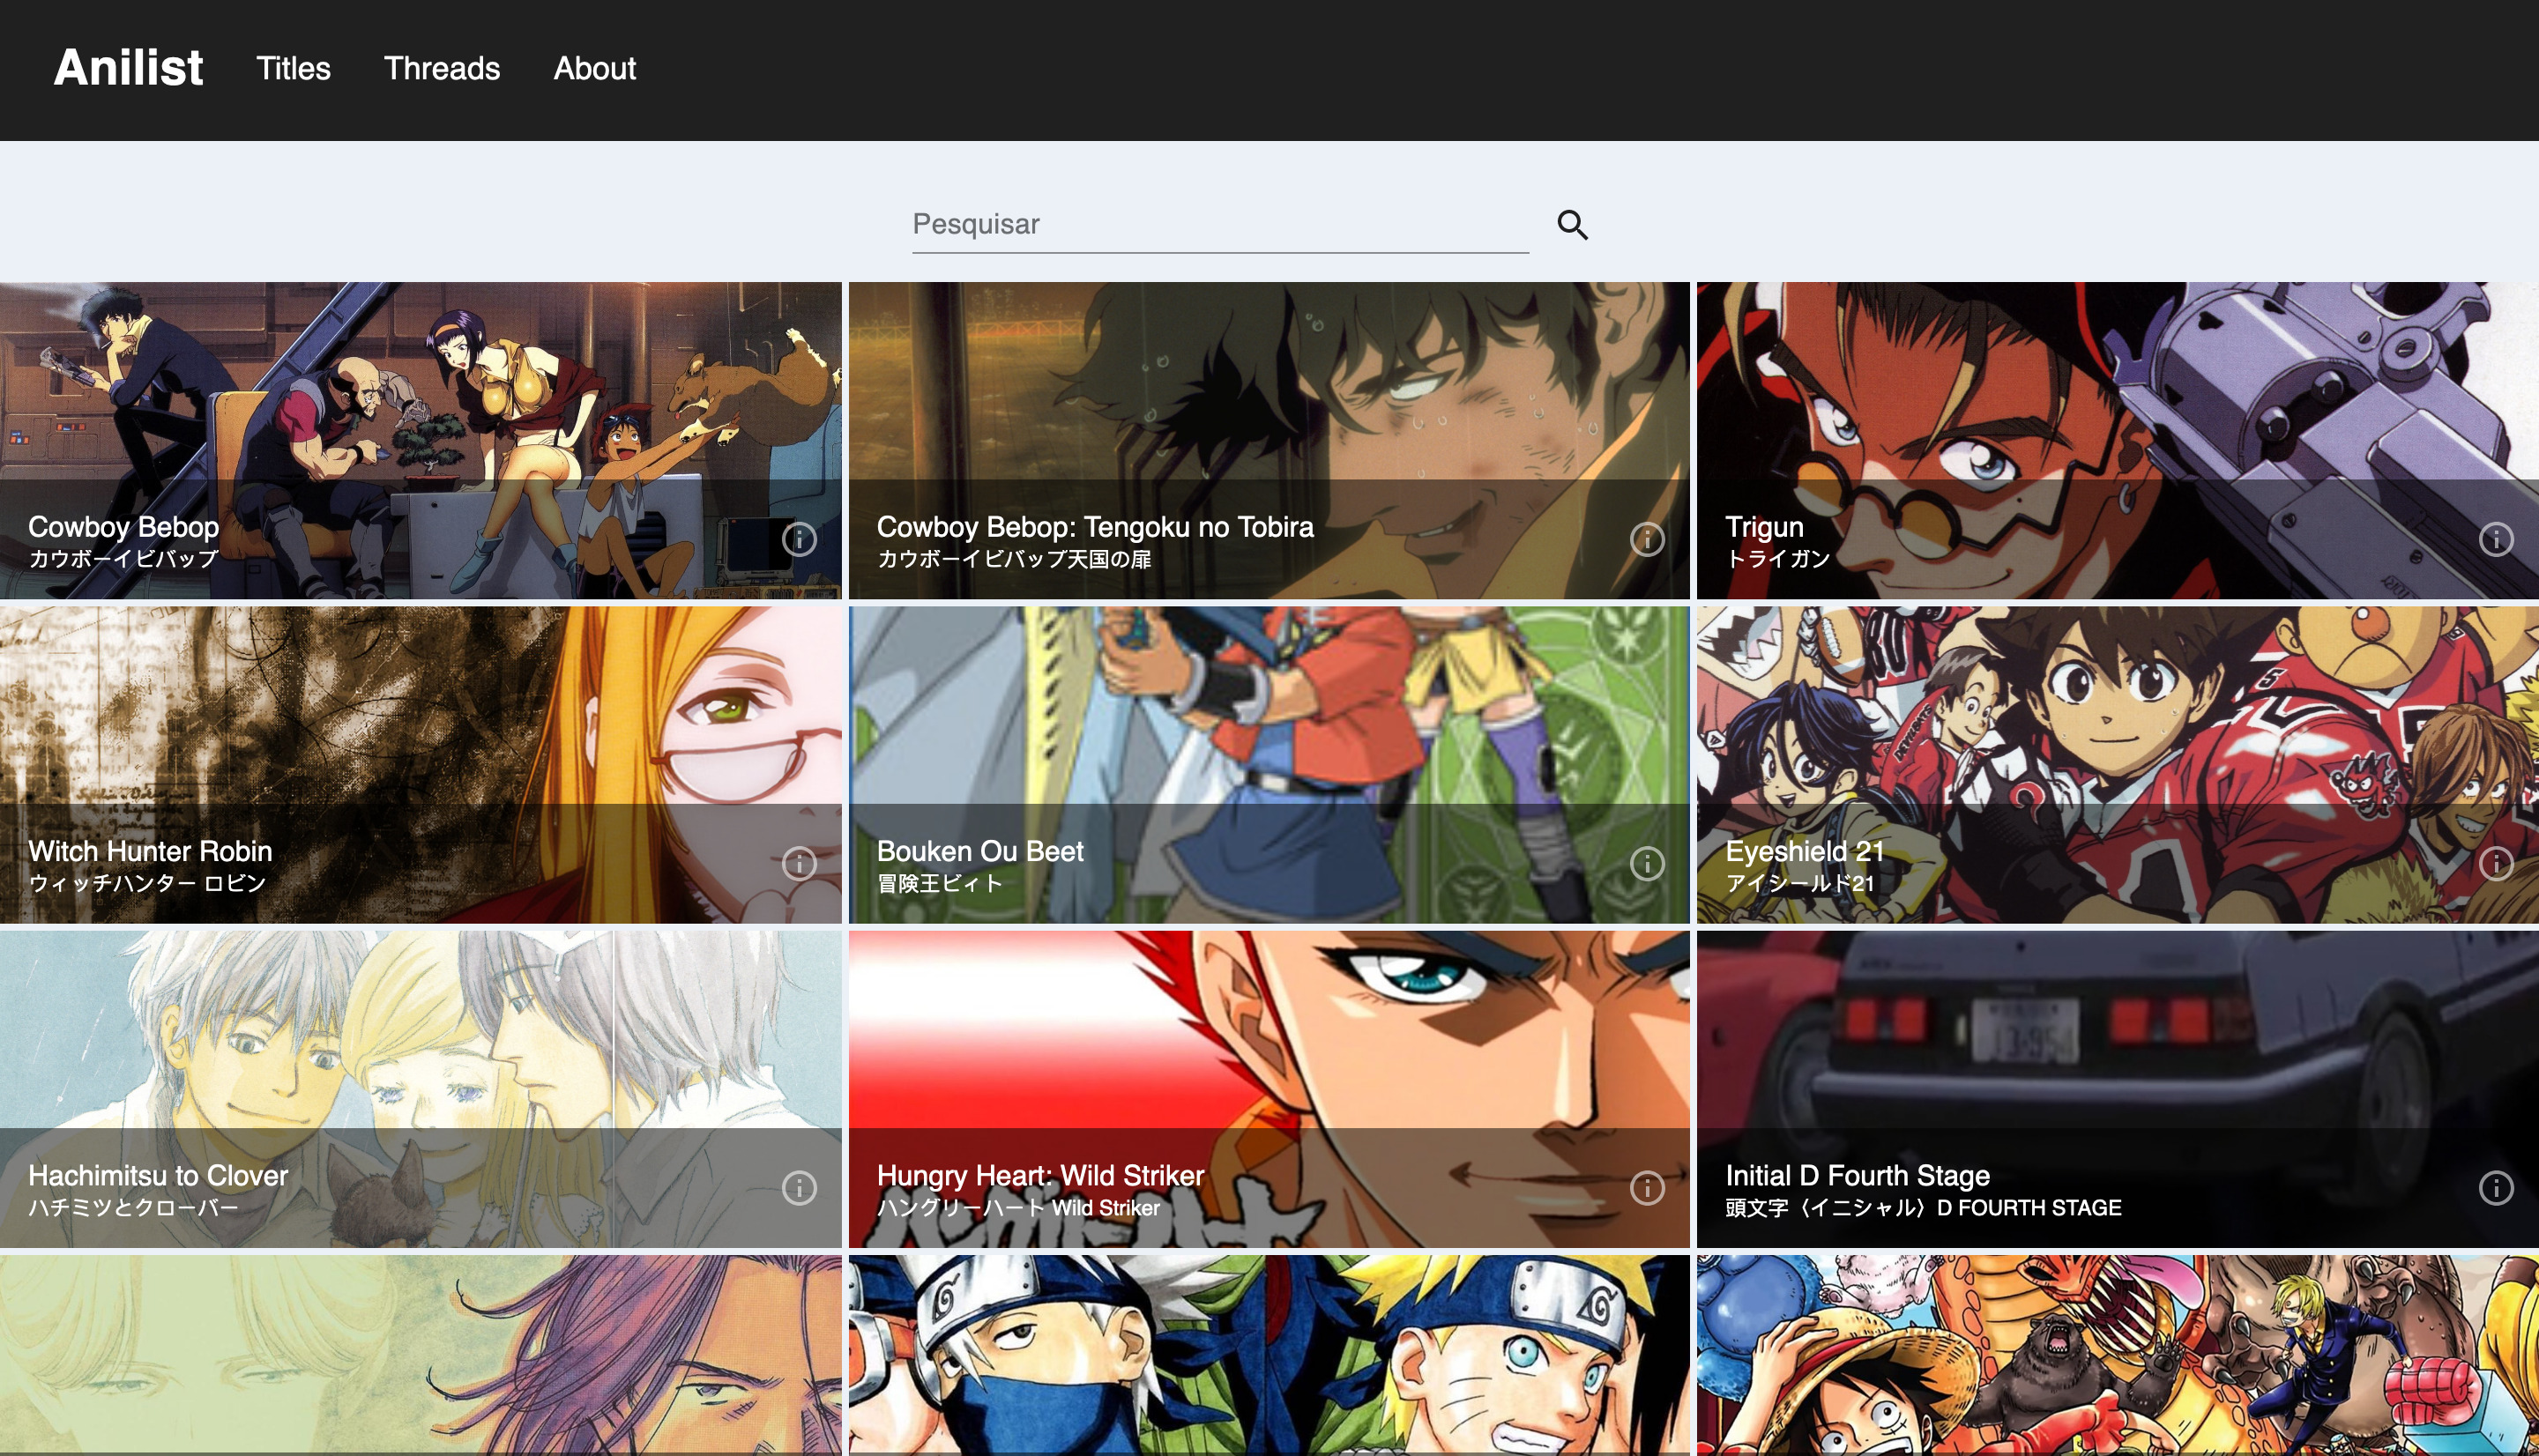 Anilist Titles Threads About
Pesquisar
Cowboy Bebop
カウボーイビバップ
Cowboy Bebop: Tengoku no Tobira
カウボーイビバップ天国の扉
Trigun
トライガン
Witch Hunter Robin
ウィッチハンター ロビン
Bouken Ou Beet
冒険王ビィト
Eyeshield 21
アイシールド21
Hachimitsu to Clover
ハチミツとクローバー
Hungry Heart: Wild Striker
ハングリーハート Wild Striker
Initial D Fourth Stage
頭文字〈イニシャル〉D FOURTH STAGE